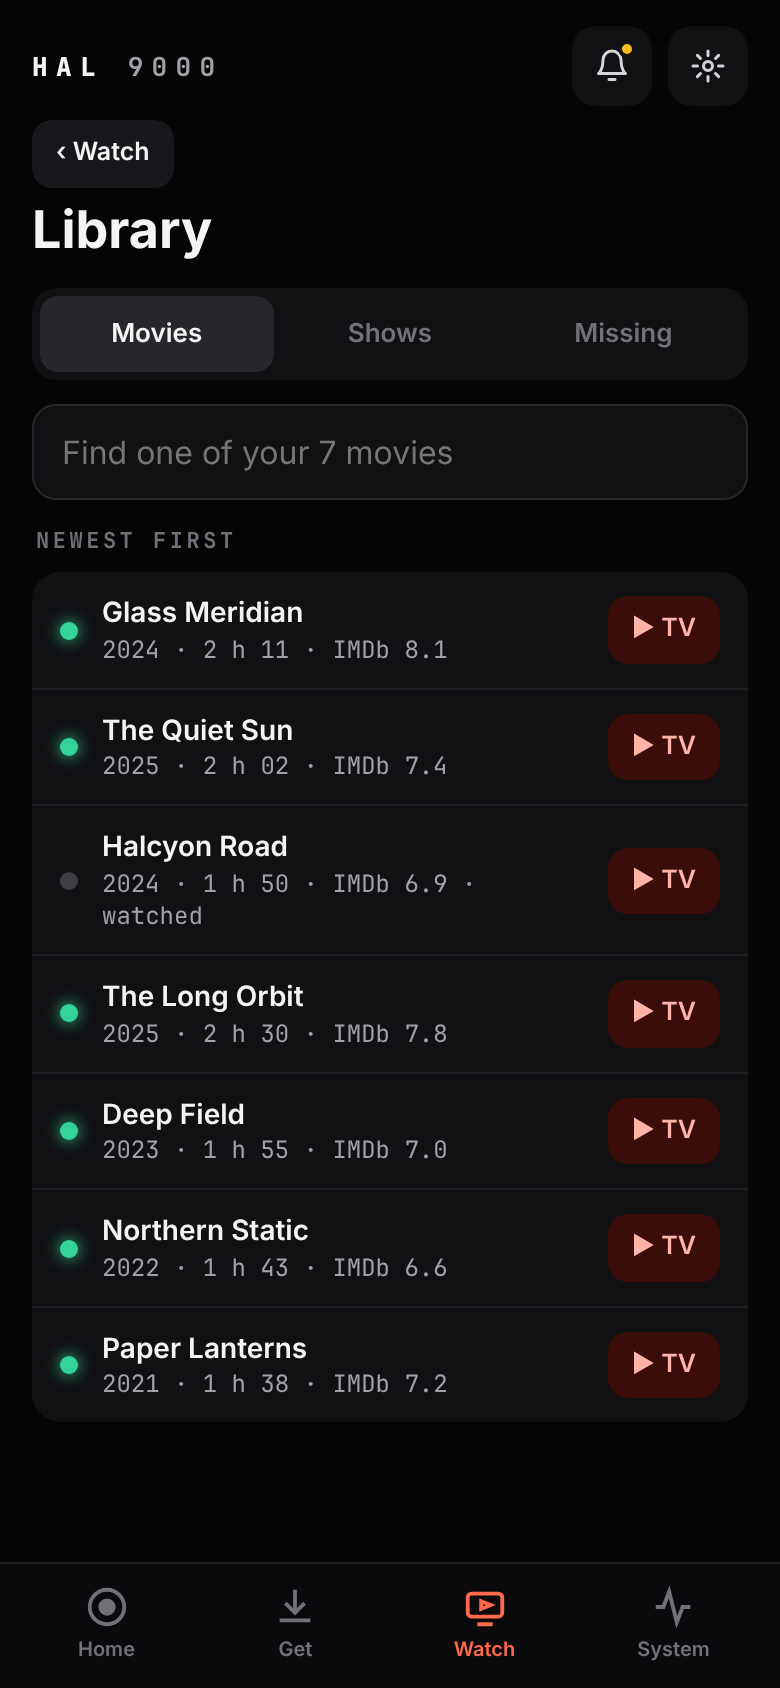 HAL 9000
‹ Watch
Library
Movies Shows Missing
Find one of your 7 movies
NEWEST FIRST
Glass Meridian
2024 · 2 h 11 · IMDb 8.1
▶ TV
The Quiet Sun
2025 · 2 h 02 · IMDb 7.4
▶ TV
Halcyon Road
2024 · 1 h 50 · IMDb 6.9 ·
watched
▶ TV
The Long Orbit
2025 · 2 h 30 · IMDb 7.8
▶ TV
Deep Field
2023 · 1 h 55 · IMDb 7.0
▶ TV
Northern Static
2022 · 1 h 43 · IMDb 6.6
▶ TV
Paper Lanterns
2021 · 1 h 38 · IMDb 7.2
▶ TV
Home Get Watch System